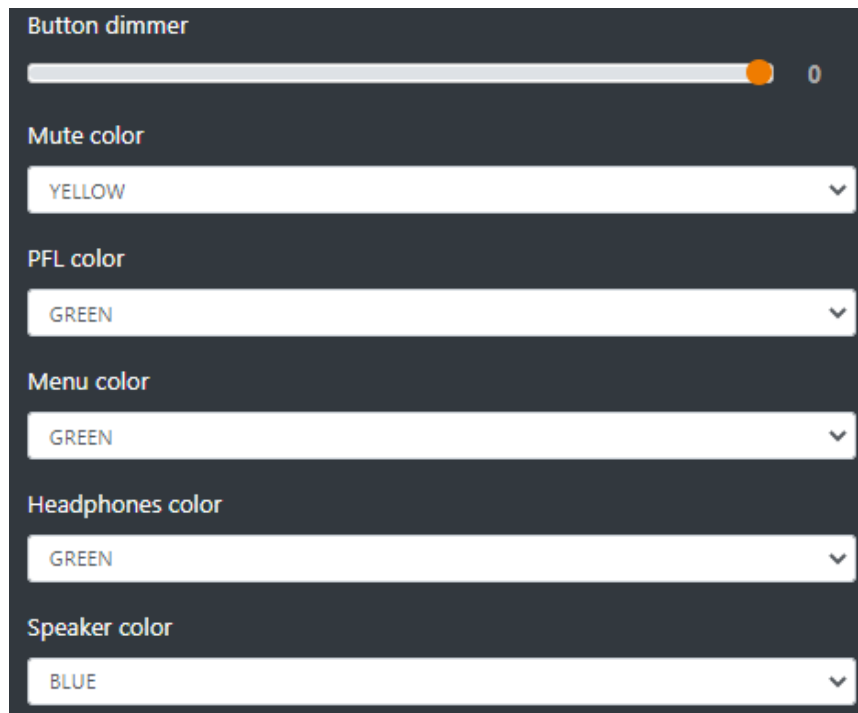 Button dimmer
0
Mute color
YELLOW
PFL color
GREEN
Menu color
GREEN
Headphones color
GREEN
Speaker color
BLUE